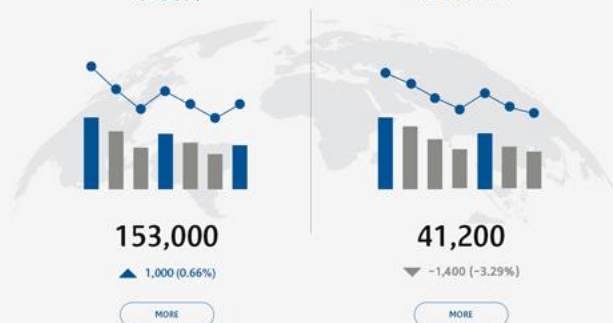 153,000
▲ 1,000 (0.66%)
MORE
41,200
▼ -1,400 (-3.29%)
MORE